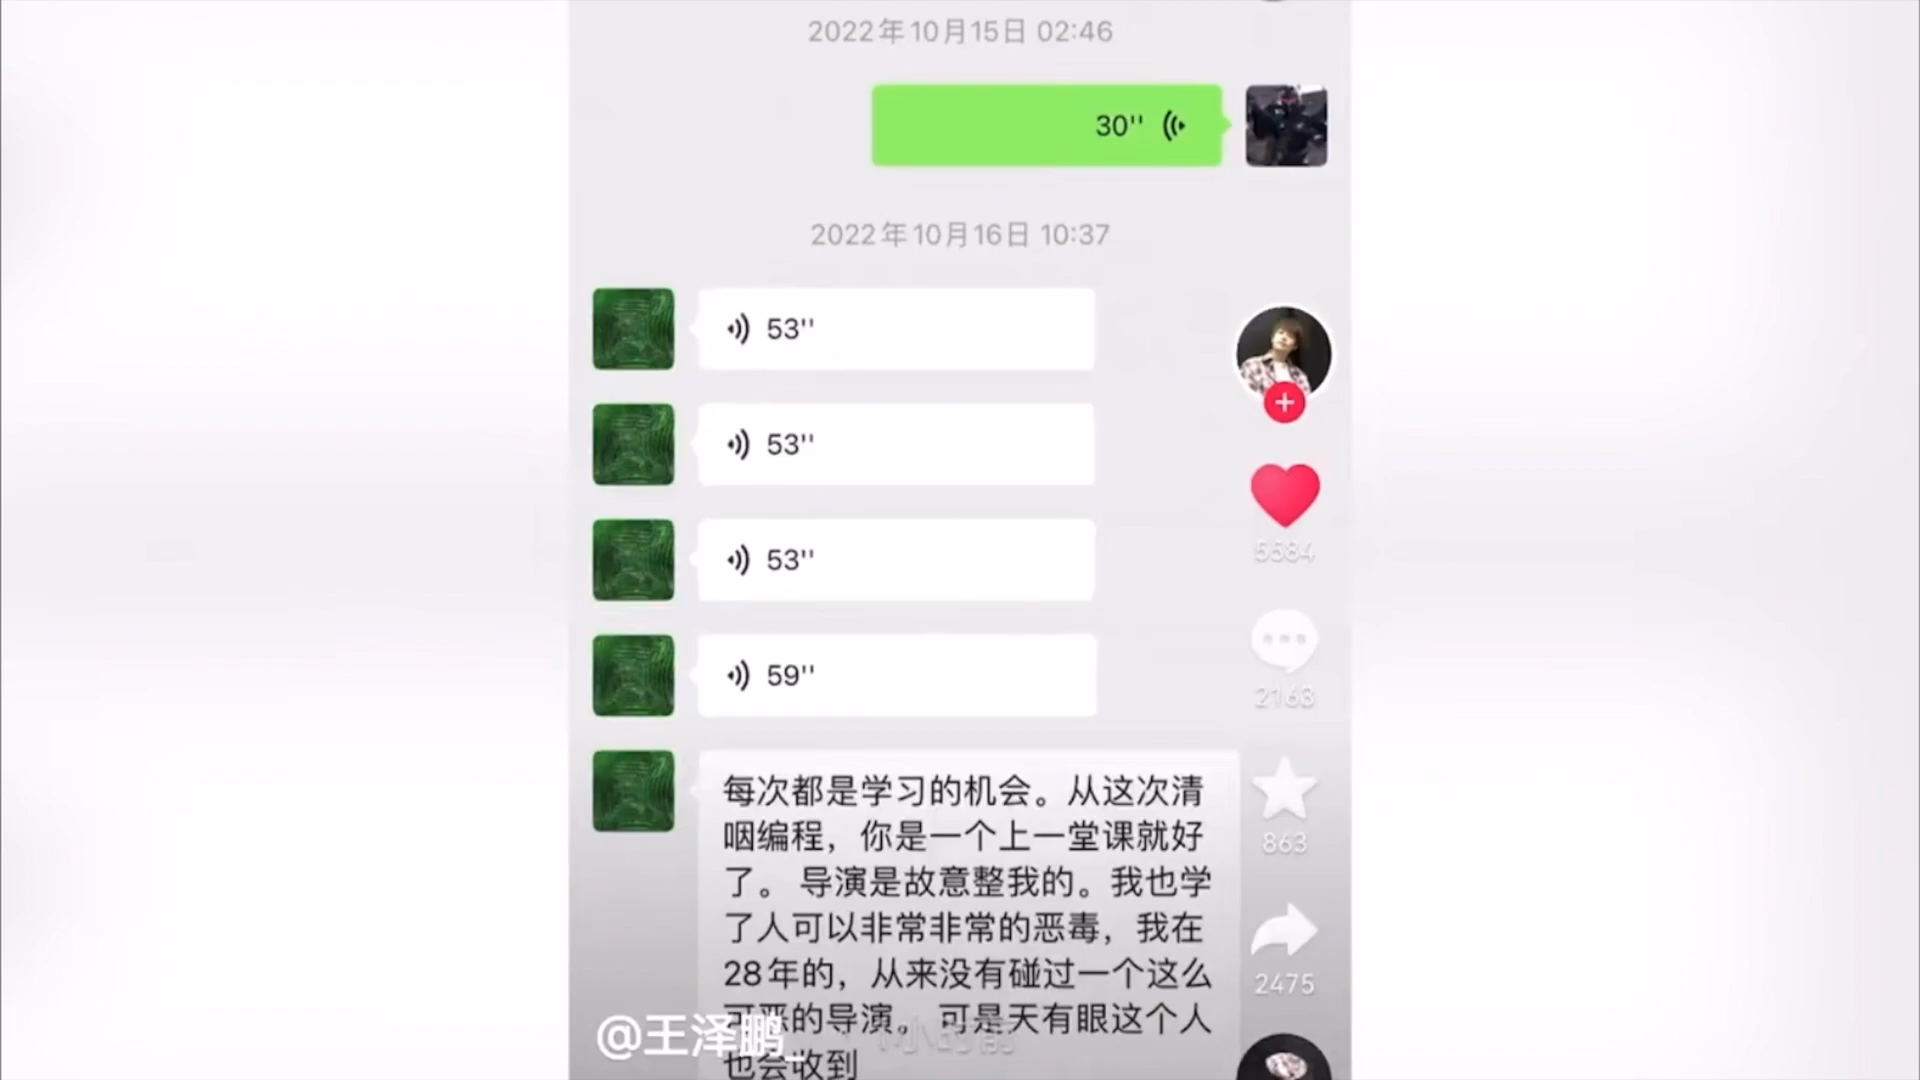 2022年10月15日 02:46
30''
2022年10月16日 10:37
53''
53''
53''
59''
5584
2163
863
2475
每次都是学习的机会。从这次清
咽编程，你是一个上一堂课就好
了。 导演是故意整我的。我也学
了人可以非常非常的恶毒，我在
28年的，从来没有碰过一个这么
可恶的导演。 可是天有眼这个人
也会收到
@王泽鹏_